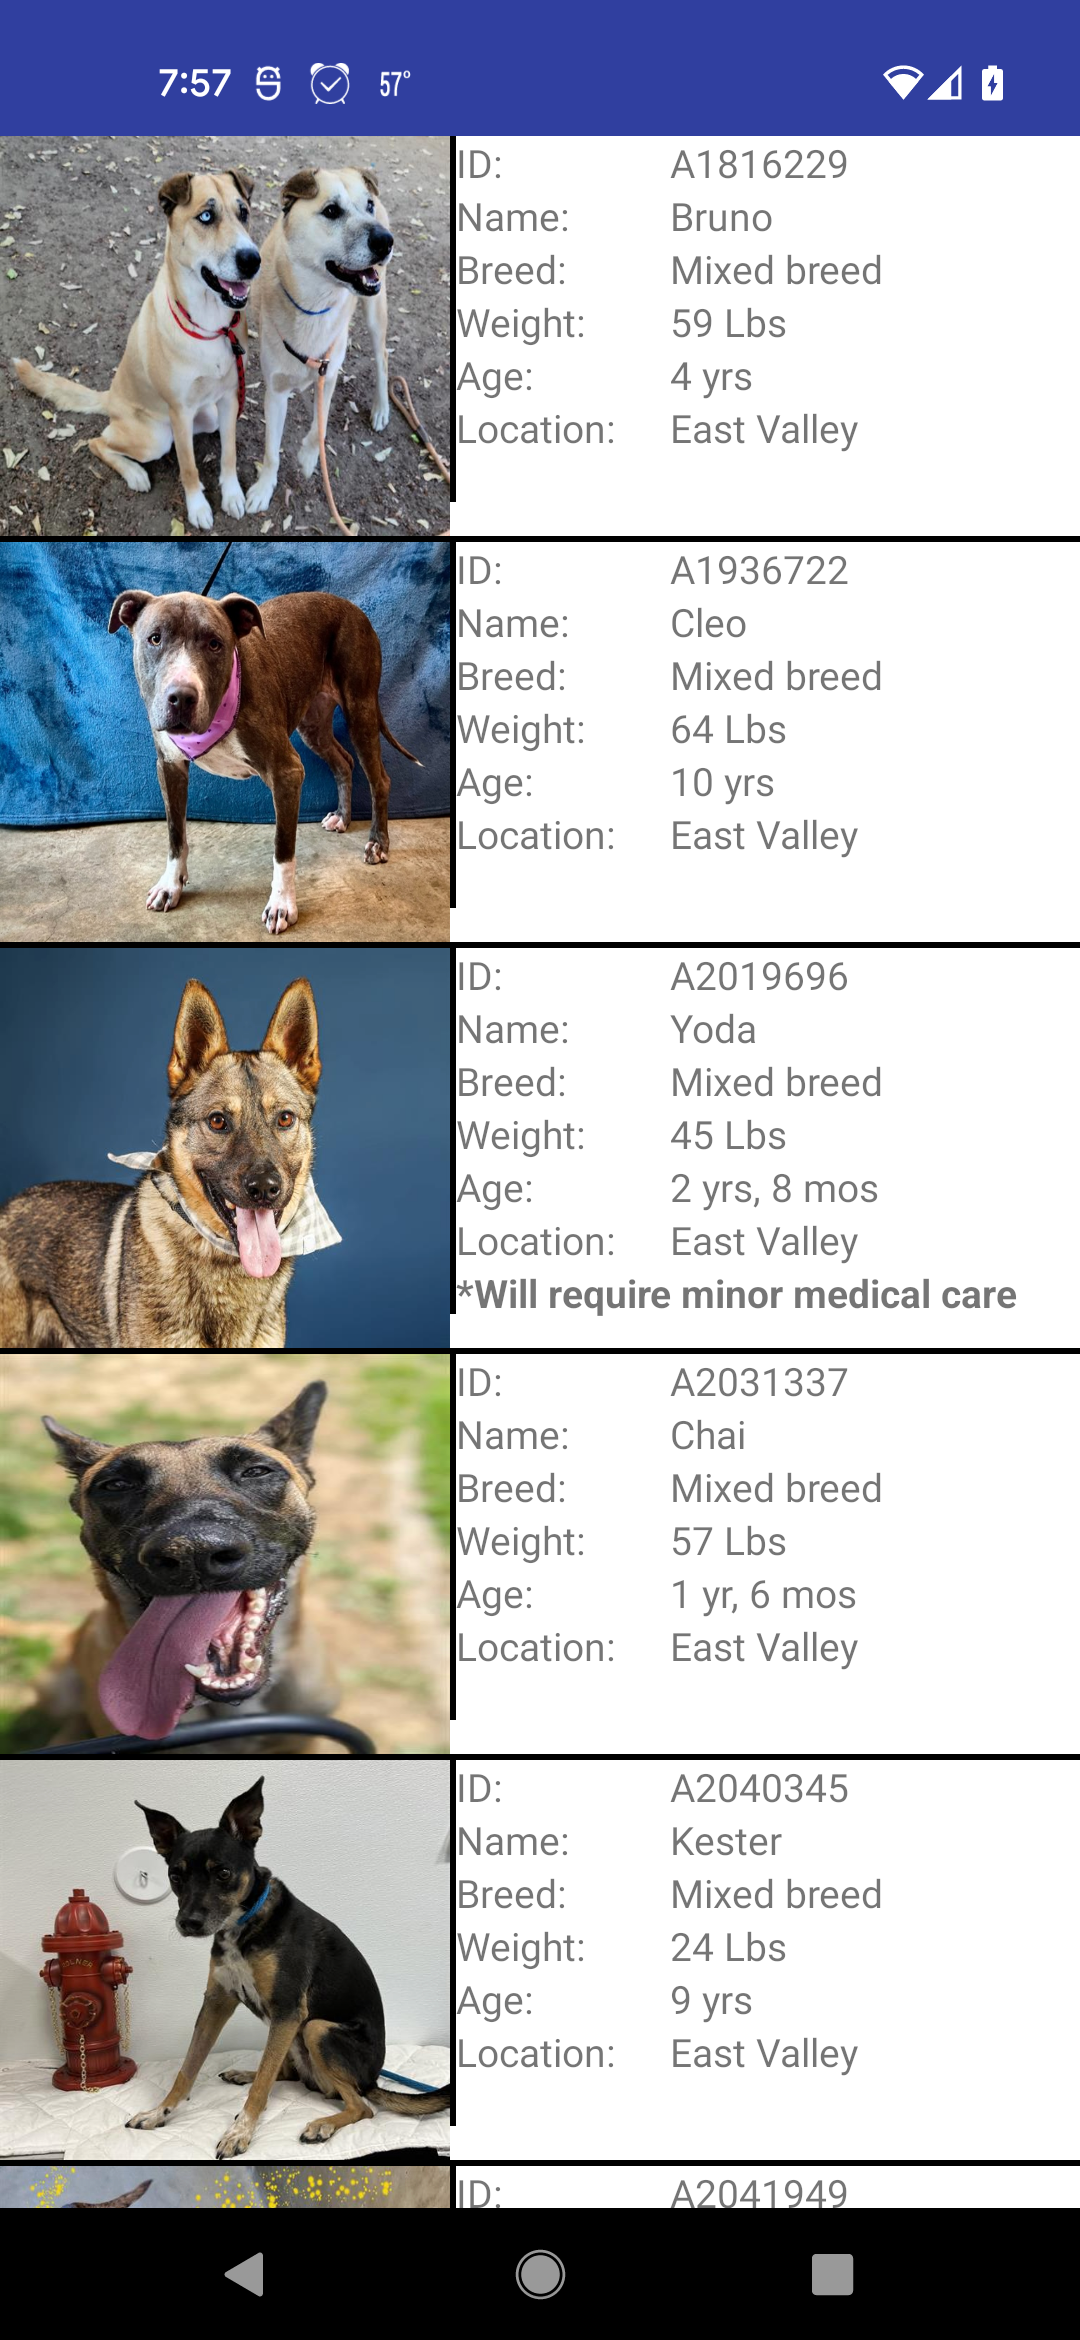 7:57 57°
ID: A1816229
Name: Bruno
Breed: Mixed breed
Weight: 59 Lbs
Age: 4 yrs
Location: East Valley
ID: A1936722
Name: Cleo
Breed: Mixed breed
Weight: 64 Lbs
Age: 10 yrs
Location: East Valley
ID: A2019696
Name: Yoda
Breed: Mixed breed
Weight: 45 Lbs
Age: 2 yrs, 8 mos
Location: East Valley
*Will require minor medical care
ID: A2031337
Name: Chai
Breed: Mixed breed
Weight: 57 Lbs
Age: 1 yr, 6 mos
Location: East Valley
ID: A2040345
Name: Kester
Breed: Mixed breed
Weight: 24 Lbs
Age: 9 yrs
Location: East Valley
ID: A2041949